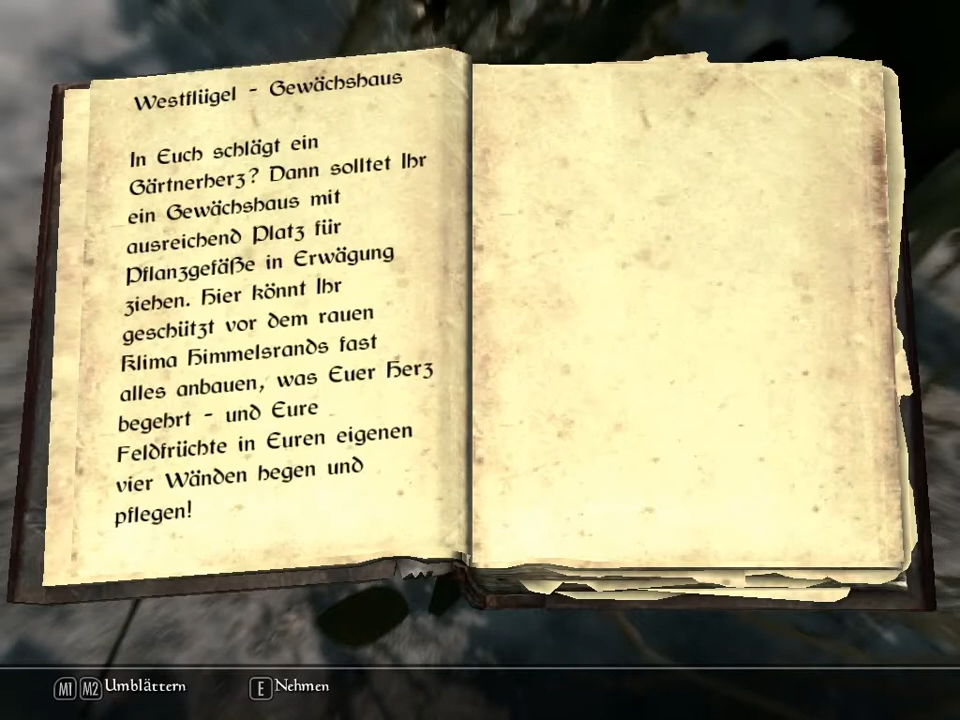 Westflügel - Gewächshaus
In Euch schlägt ein
Gärtnerherz? Dann solltet Ihr
ein Gewächshaus mit
ausreichend Platz für
Pflanzgefäße in Erwägung
ziehen. Hier könnt Ihr
geschützt vor dem rauen
Klima Himmelsrands fast
alles anbauen, was Euer Herz
begehrt - und Eure
Feldfrüchte in Euren eigenen
vier Wänden hegen und
pflegen!
M1 M2 Umblättern
E Nehmen